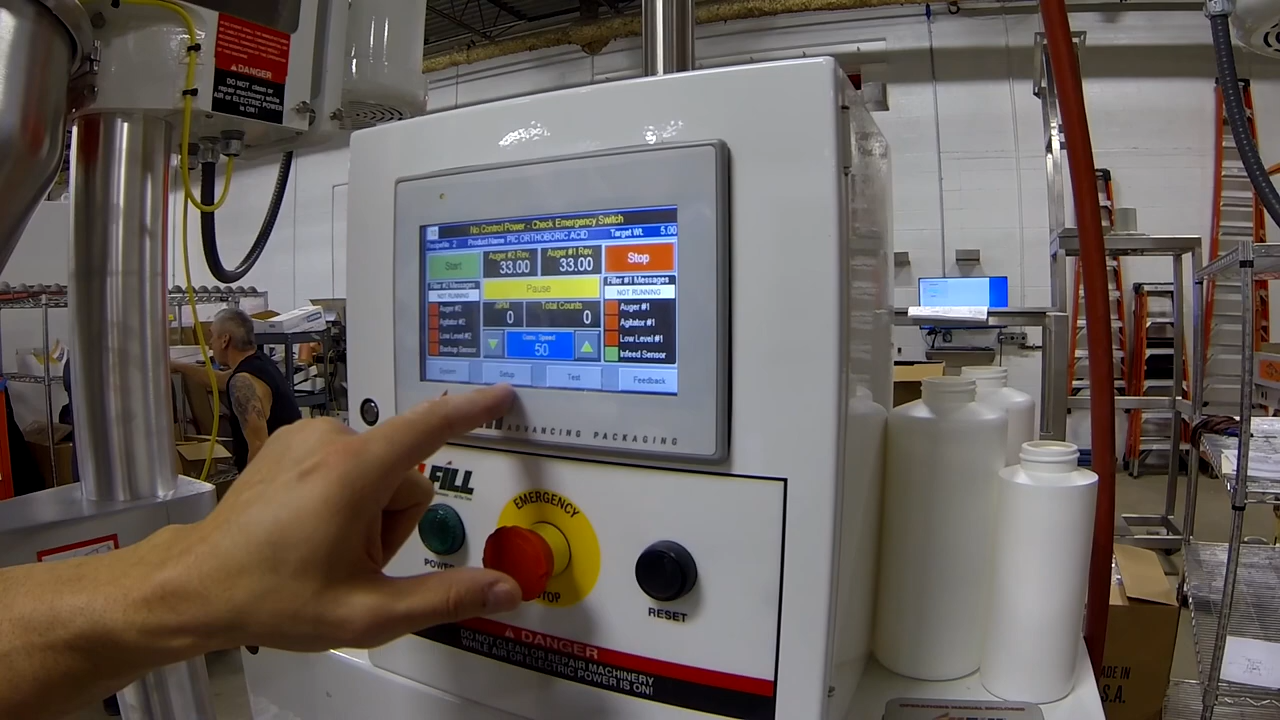 DANGER
DO NOT clean or
repair machinery while
AIR or ELECTRIC POWER
is ON!
No Control Power - Check Emergency Switch
2 Product Name PIC ORTHOBORIC ACID Target Wt. 5.00
Start
Auger #2 Rev.
33.00
Auger #1 Rev.
33.00
Stop
Filler #2 Messages
NOT RUNNING
Pause
Filler #1 Messages
NOT RUNNING
Auger #2
Agitator #2
Low Level #2
Backup Sensor
0
Total Counts
0
Auger #1
Agitator #1
Low Level #1
Infeed Sensor
Speed
50
System
Setup
Test
Feedback
ADVANCING PACKAGING
FILL
POWER
EMERGENCY
STOP
RESET
DANGER
DO NOT CLEAN OR REPAIR MACHINERY
WHILE AIR OR ELECTRIC POWER IS ON!
MADE IN
S.A.